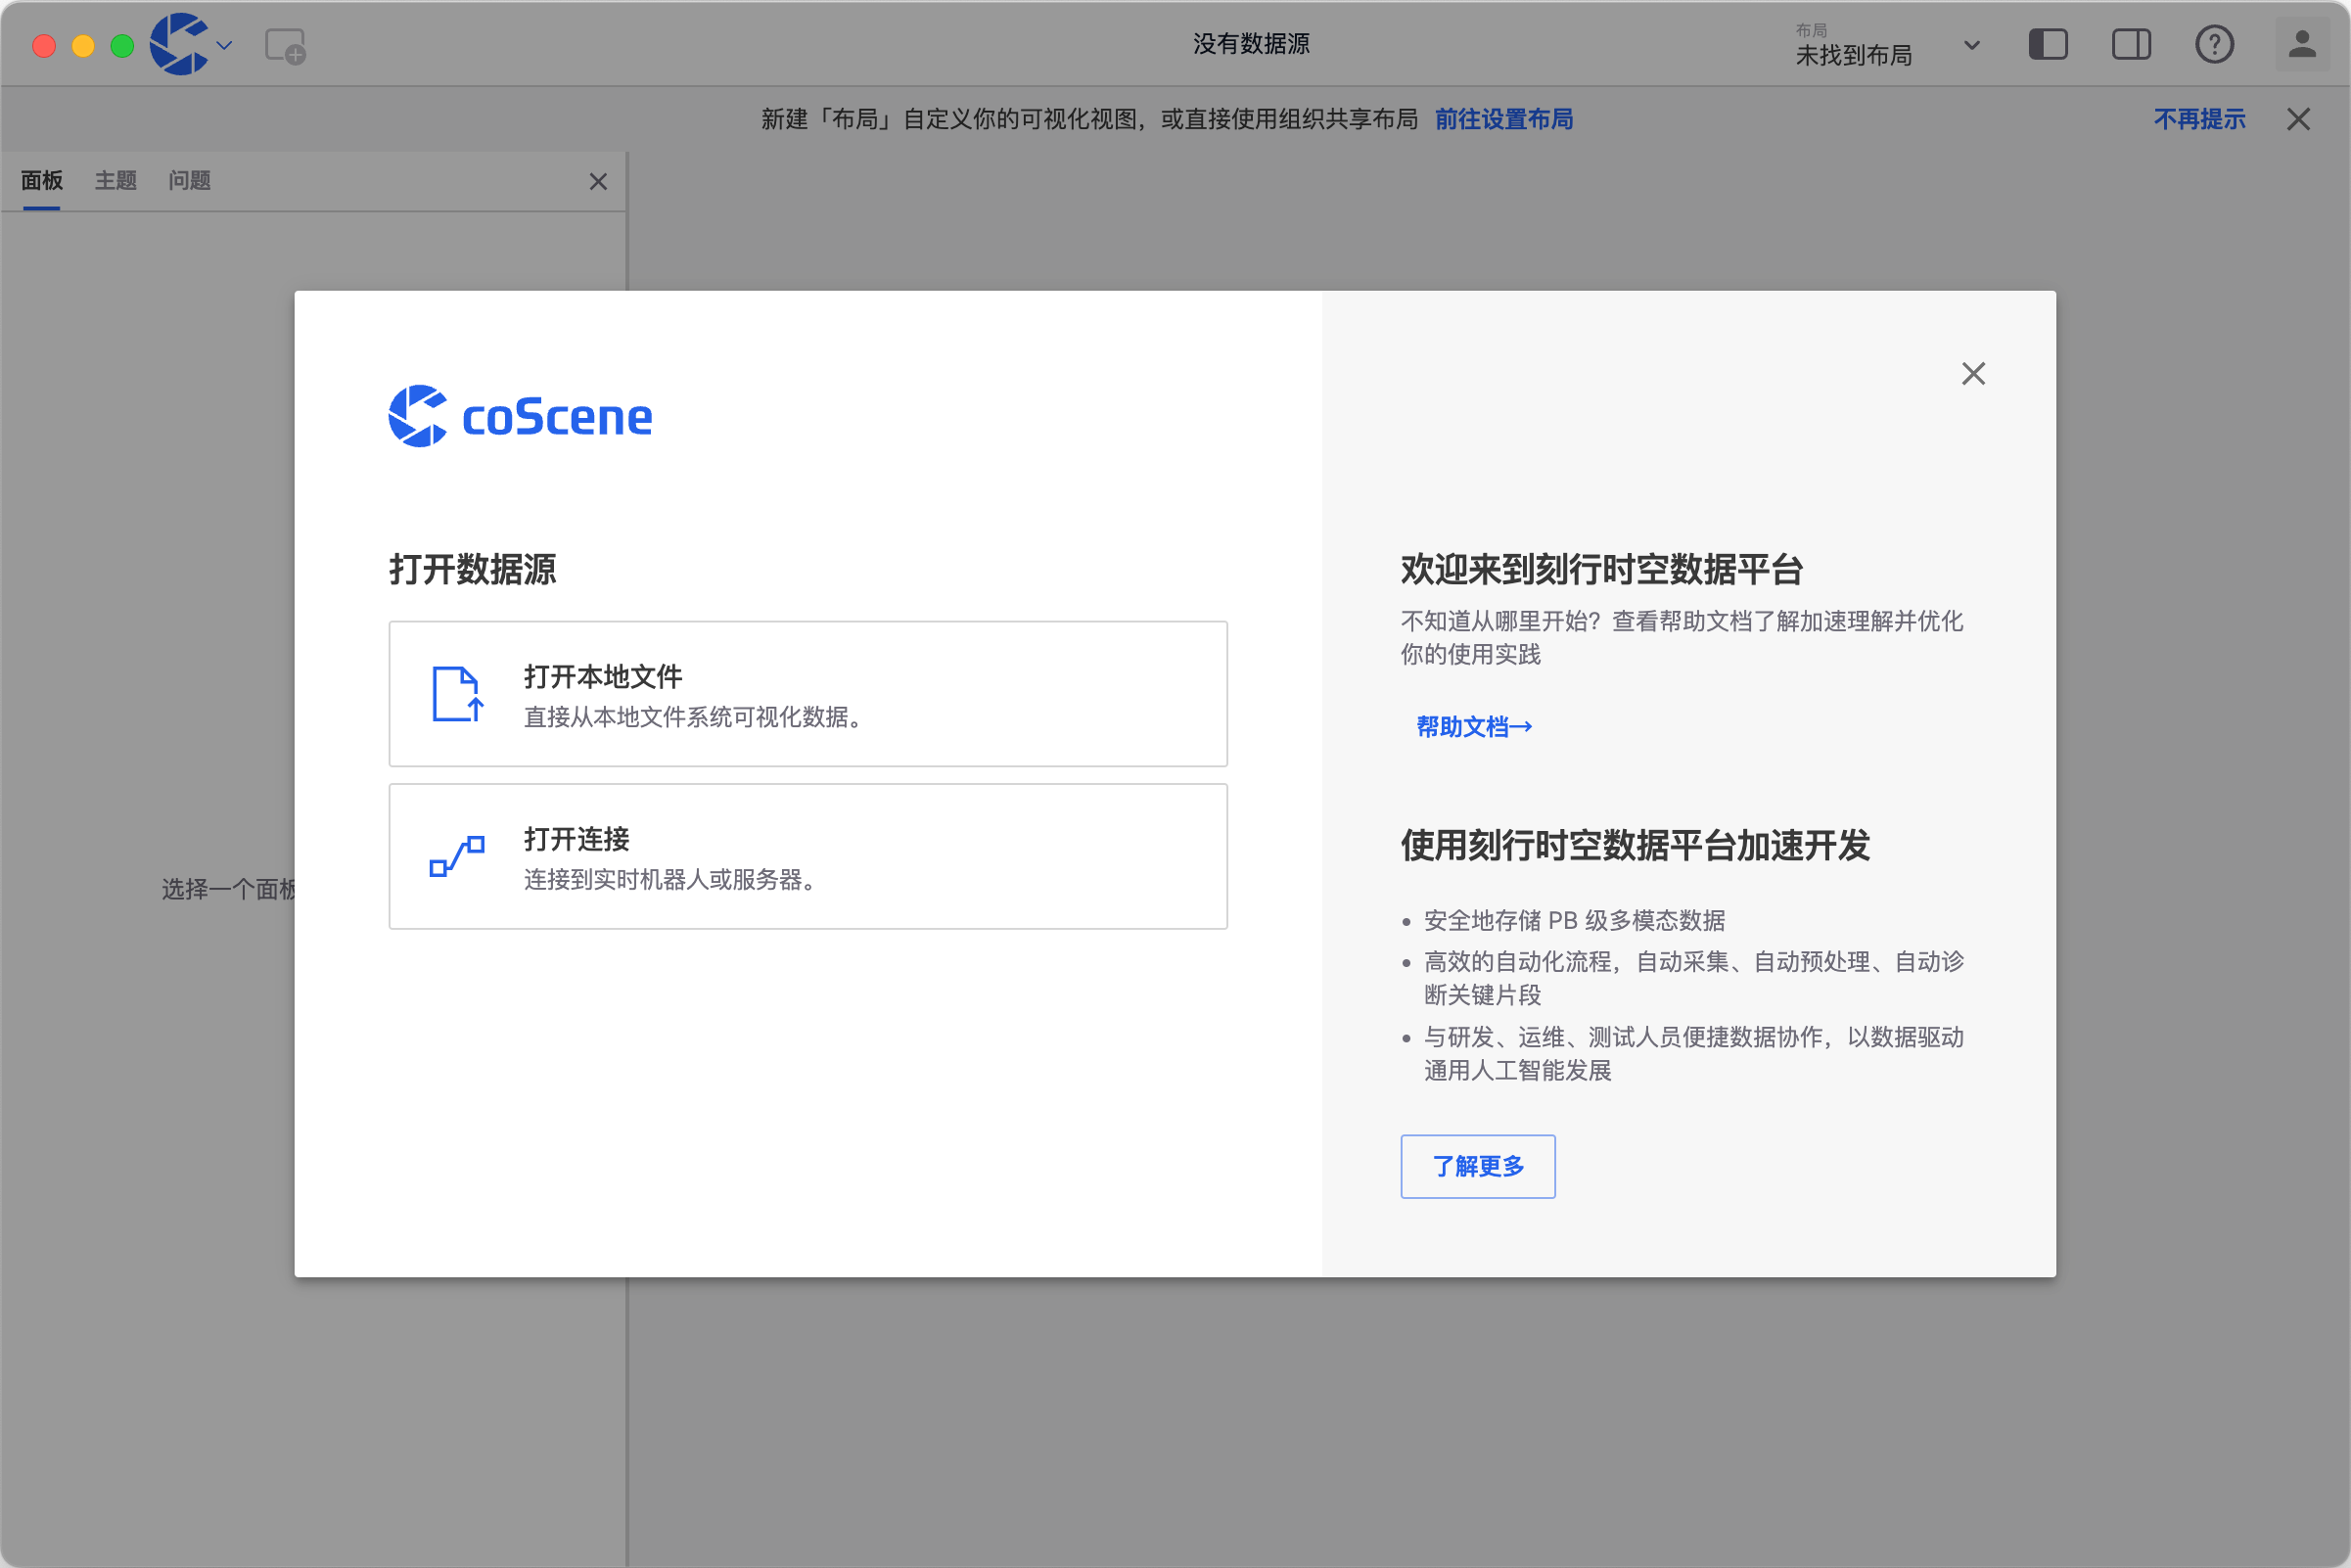 没有数据源
布局
未找到布局
新建「布局」自定义你的可视化视图，或直接使用组织共享布局 前往设置布局
不再提示
面板 主题 问题
选择一个面板
coScene
打开数据源
打开本地文件
直接从本地文件系统可视化数据。
打开连接
连接到实时机器人或服务器。
欢迎来到刻行时空数据平台
不知道从哪里开始？查看帮助文档了解加速理解并优化
你的使用实践
帮助文档→
使用刻行时空数据平台加速开发
• 安全地存储 PB 级多模态数据
• 高效的自动化流程，自动采集、自动预处理、自动诊
断关键片段
• 与研发、运维、测试人员便捷数据协作，以数据驱动
通用人工智能发展
了解更多